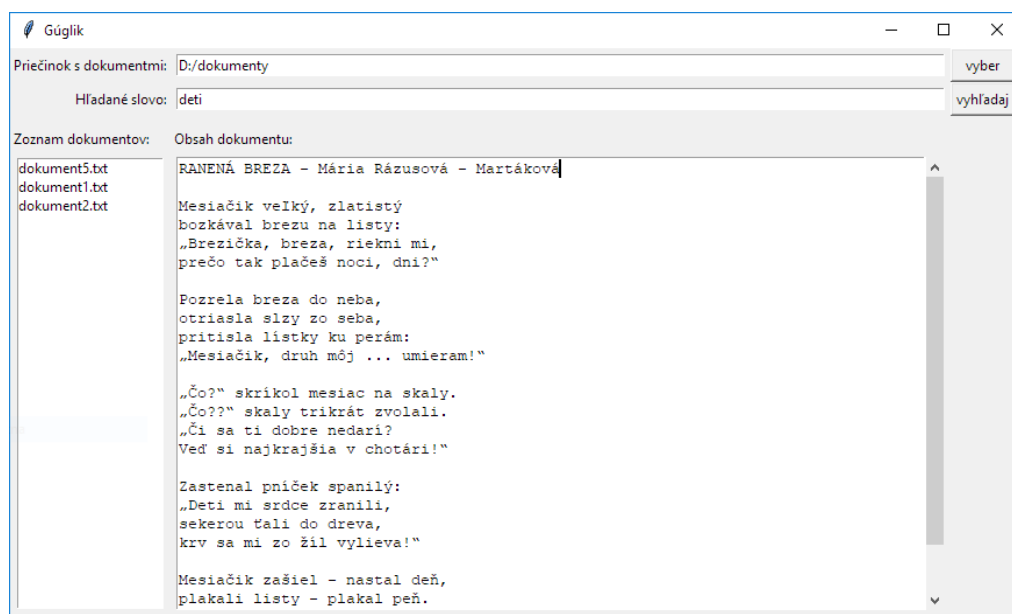 Gúglik
Priečinok s dokumentmi: D:/dokumenty vyber
Hľadané slovo: deti vyhľadaj
Zoznam dokumentov: Obsah dokumentu:
dokument5.txt
dokument1.txt
dokument2.txt
RANENÁ BREZA – Mária Rázusová – Martáková
Mesiačik veľký, zlatistý
bozkával brezu na listy:
„Brezička, breza, riekni mi,
prečo tak plačeš noci, dni?“
Pozrela breza do neba,
otriasla slzy zo seba,
pritisla lístky ku perám:
„Mesiačik, druh môj ... umieram!“
„Čo?“ skríkol mesiac na skaly.
„Čo??“ skaly trikrát zvolali.
„Či sa ti dobre nedarí?
Veď si najkrajšia v chotári!“
Zastenal pníček spanilý:
„Deti mi srdce zranili,
sekerou ťali do dreva,
krv sa mi zo žíl vylieva!“
Mesiačik zašiel – nastal deň,
plakali listy – plakal peň.